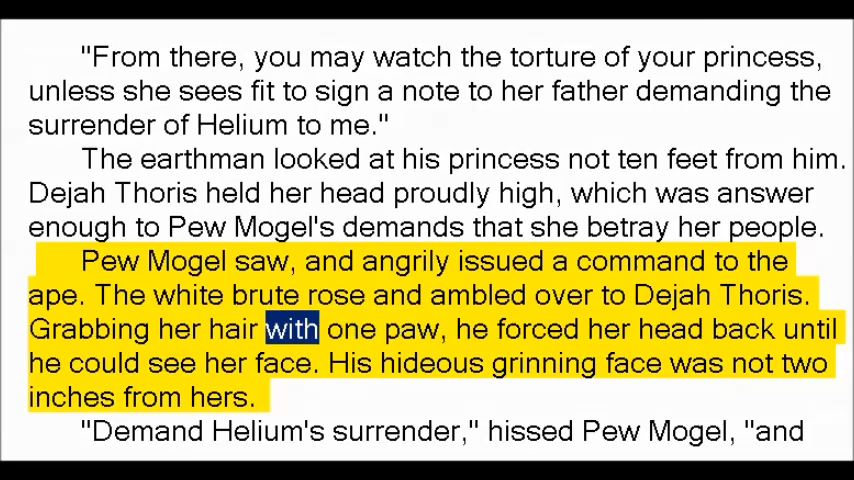 "From there, you may watch the torture of your princess,
unless she sees fit to sign a note to her father demanding the
surrender of Helium to me."
The earthman looked at his princess not ten feet from him.
Dejah Thoris held her head proudly high, which was answer
enough to Pew Mogel's demands that she betray her people.
Pew Mogel saw, and angrily issued a command to the
ape. The white brute rose and ambled over to Dejah Thoris.
Grabbing her hair with one paw, he forced her head back until
he could see her face. His hideous grinning face was not two
inches from hers.
"Demand Helium's surrender," hissed Pew Mogel, "and